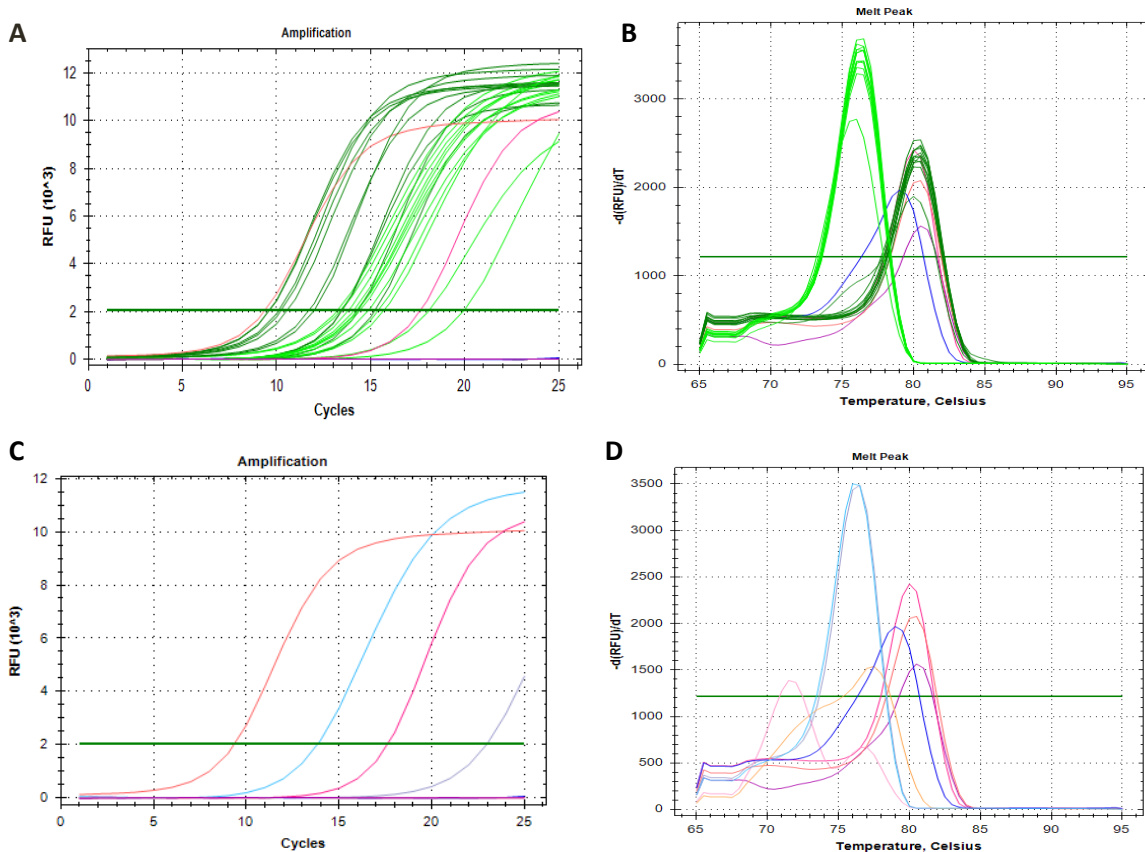 A
Amplification
RFU (10^3)
12
10
8
6
4
2
0
0 5 10 15 20 25
Cycles
B
Melt Peak
-d(RFU)/dT
3000
2000
1000
0
65 70 75 80 85 90 95
Temperature, Celsius
C
Amplification
RFU (10^3)
12
10
8
6
4
2
0
0 5 10 15 20 25
Cycles
D
Melt Peak
-d(RFU)/dT
3500
3000
2500
2000
1500
1000
500
0
65 70 75 80 85 90 95
Temperature, Celsius